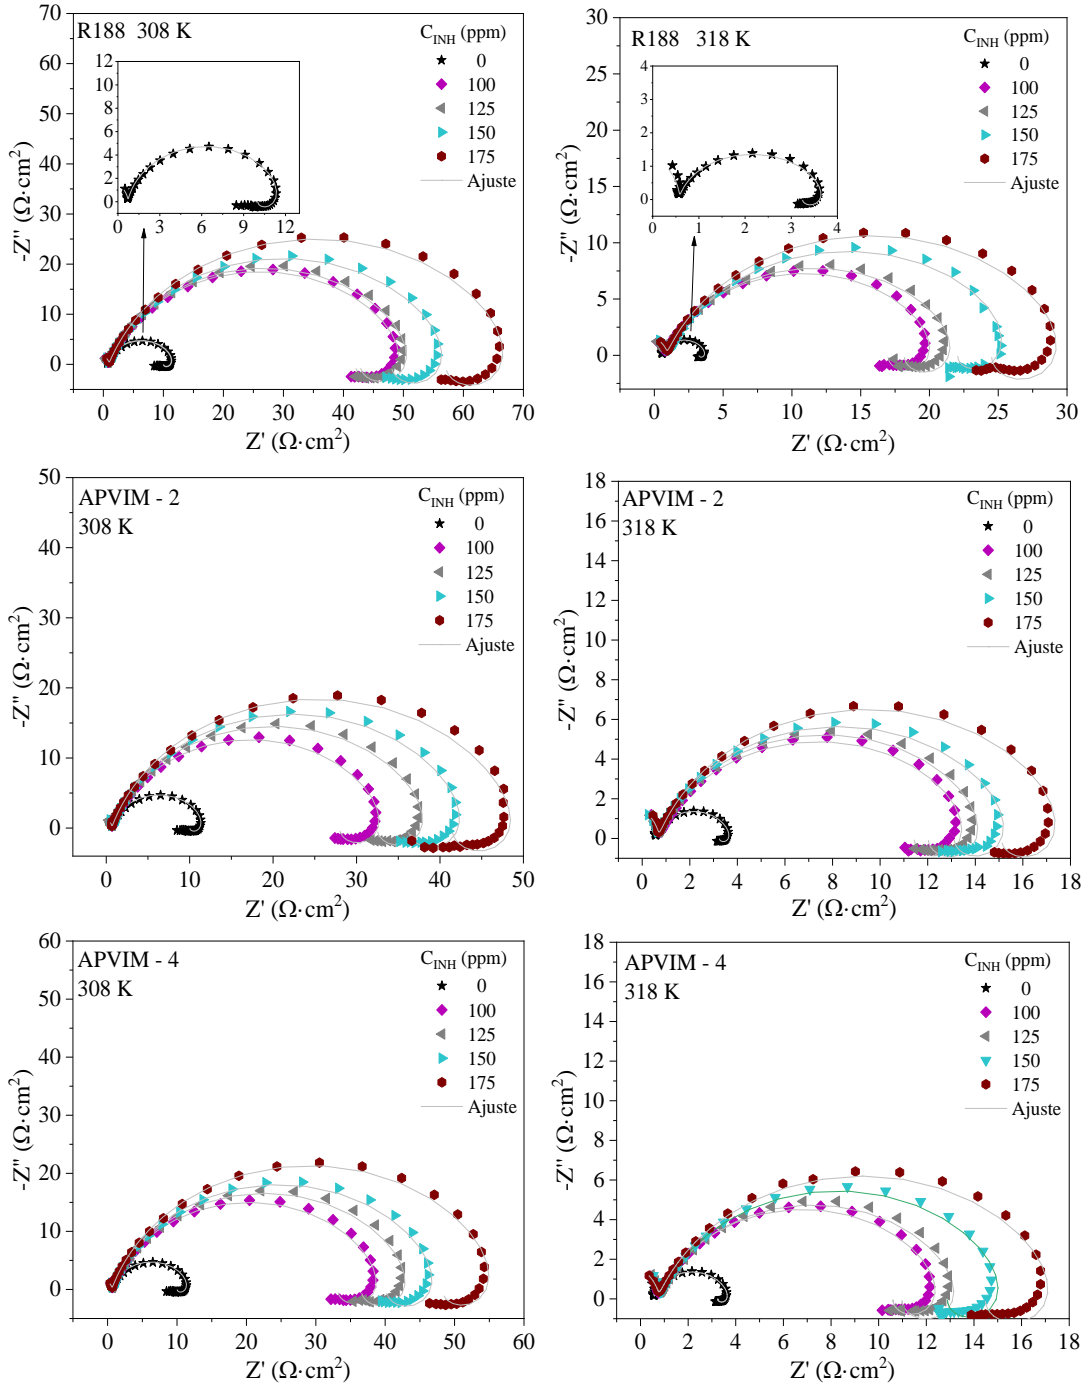 R188 308 K
C_INH (ppm)
0
100
125
150
175
Ajuste
-Z'' (Ω·cm²)
70
60
50
40
30
20
10
0
12
10
8
6
4
2
0
0 3 6 9 12
0 10 20 30 40 50 60 70
Z' (Ω·cm²)
R188 318 K
C_INH (ppm)
0
100
125
150
175
Ajuste
-Z'' (Ω·cm²)
30
25
20
15
10
5
0
4
3
2
1
0
0 1 2 3 4
0 5 10 15 20 25 30
Z' (Ω·cm²)
APVIM - 2
308 K
C_INH (ppm)
0
100
125
150
175
Ajuste
-Z'' (Ω·cm²)
50
40
30
20
10
0
0 10 20 30 40 50
Z' (Ω·cm²)
APVIM - 2
318 K
C_INH (ppm)
0
100
125
150
175
Ajuste
-Z'' (Ω·cm²)
18
16
14
12
10
8
6
4
2
0
0 2 4 6 8 10 12 14 16 18
Z' (Ω·cm²)
APVIM - 4
308 K
C_INH (ppm)
0
100
125
150
175
Ajuste
-Z'' (Ω·cm²)
60
50
40
30
20
10
0
0 10 20 30 40 50 60
Z' (Ω·cm²)
APVIM - 4
318 K
C_INH (ppm)
0
100
125
150
175
Ajuste
-Z'' (Ω·cm²)
18
16
14
12
10
8
6
4
2
0
0 2 4 6 8 10 12 14 16 18
Z' (Ω·cm²)